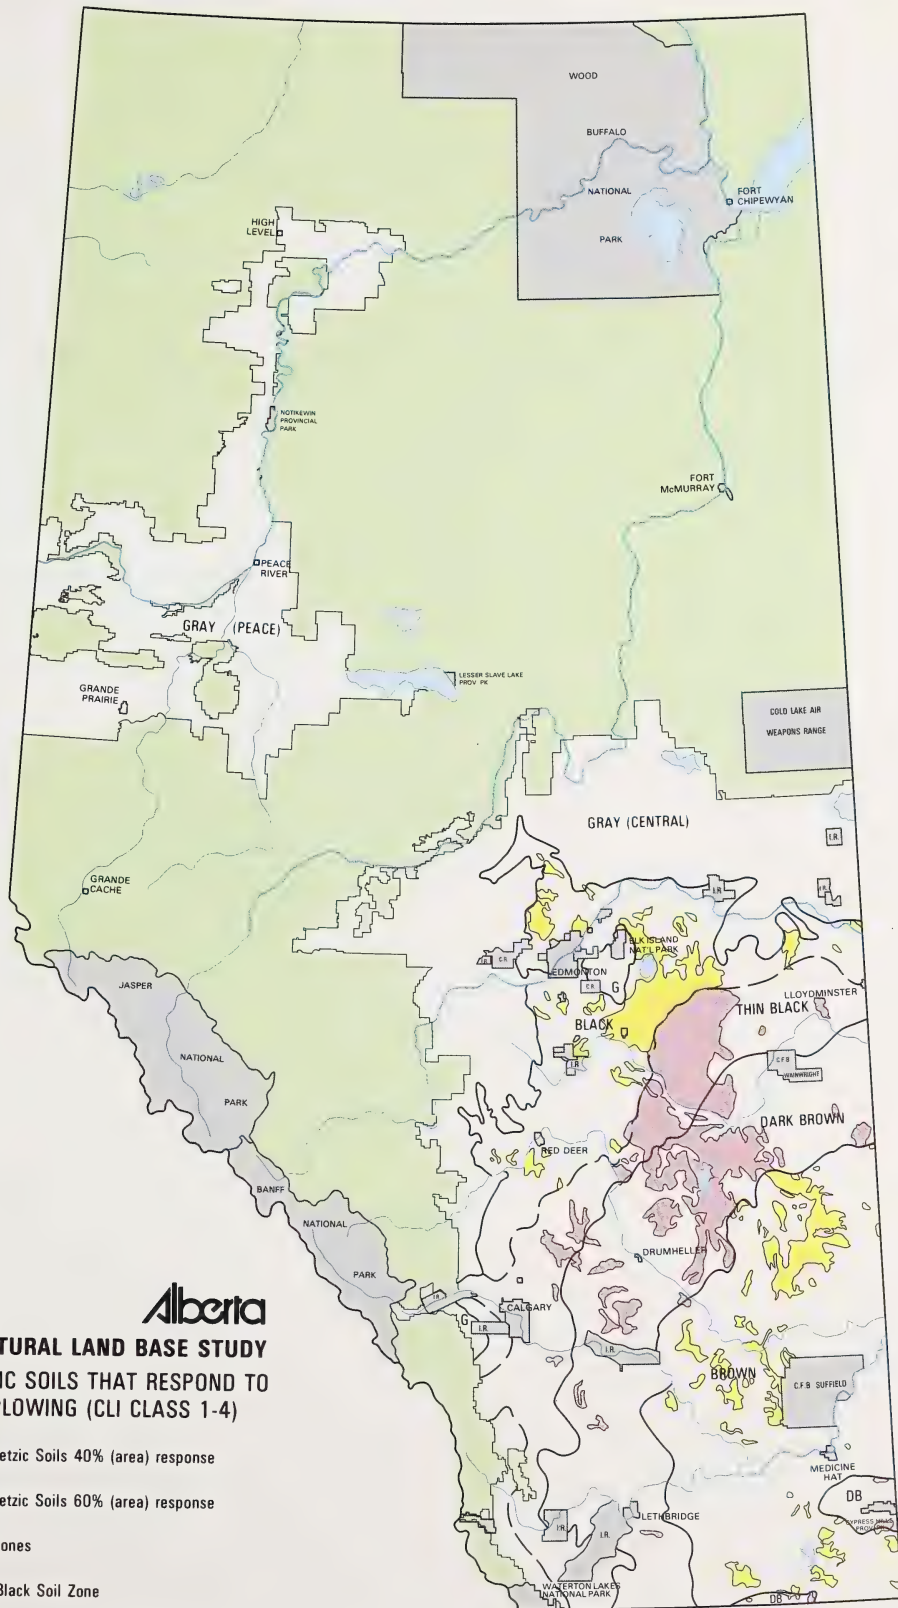 WOOD
BUFFALO
NATIONAL
PARK
FORT
CHIPEWYAN
HIGH
LEVEL
NOTIKEWIN
PROVINCIAL
PARK
FORT
McMURRAY
PEACE
RIVER
GRAY (PEACE)
LESSER SLAVE LAKE
PROV PK
GRANDE
PRAIRIE
COLD LAKE AIR
WEAPONS RANGE
GRAY (CENTRAL)
I.R.
GRANDE
CACHE
I.R.
I.R.
ELK ISLAND
NAT'L PARK
I.R.
C.R.
EDMONTON
C.R.
G
JASPER
LLOYDMINSTER
THIN BLACK
BLACK
NATIONAL
C.F.B
WAINWRIGHT
I.R.
PARK
DARK BROWN
RED DEER
BANFF
NATIONAL
DRUMHELLER
PARK
I.R.
Alberta
CALGARY
G
I.R.
TURAL LAND BASE STUDY
I.R.
IC SOILS THAT RESPOND TO
BROWN
C.F.B SUFFIELD
PLOWING (CLI CLASS 1-4)
etzic Soils 40% (area) response
MEDICINE
HAT
DB
etzic Soils 60% (area) response
CYPRESS HILLS
LETHBRIDGE
I.R.
I.R.
ones
WATERTON LAKES
NATIONAL PARK
Black Soil Zone
DB